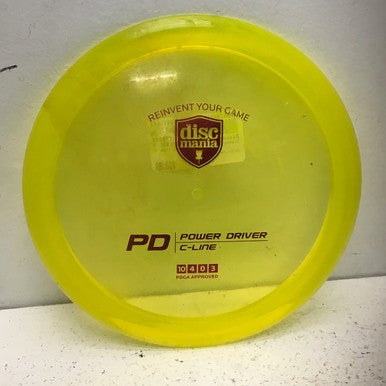 REINVENT YOUR GAME
disc
mania
PD POWER DRIVER
C-LINE
10 4 0 3
PDGA APPROVED